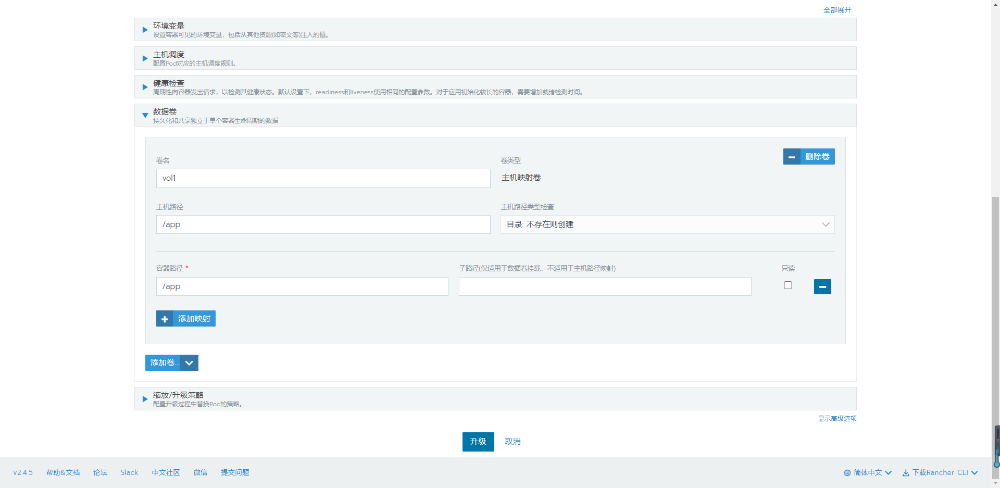 全部展开
环境变量
设置容器可见的环境变量，包括从其他资源(如密文等)注入的值。
主机调度
配置Pod对应的主机调度规则。
健康检查
周期性向容器发出请求，以检测其健康状态。默认设置下，readiness和liveness使用相同的配置参数。对于应用初始化较长的容器，需要增加就绪检测时间。
数据卷
持久化和共享独立于单个容器生命周期的数据
删除卷
卷名
卷类型
vol1
主机映射卷
主机路径
主机路径类型检查
/app
目录: 不存在则创建
容器路径 *
子路径(仅适用于数据卷挂载，不适用于主机路径映射)
只读
/app
添加映射
添加卷...
缩放/升级策略
配置升级过程中替换Pod的策略。
显示高级选项
升级 取消
v2.4.5 帮助&文档 论坛 Slack 中文社区 微信 提交问题 简体中文 下载Rancher CLI